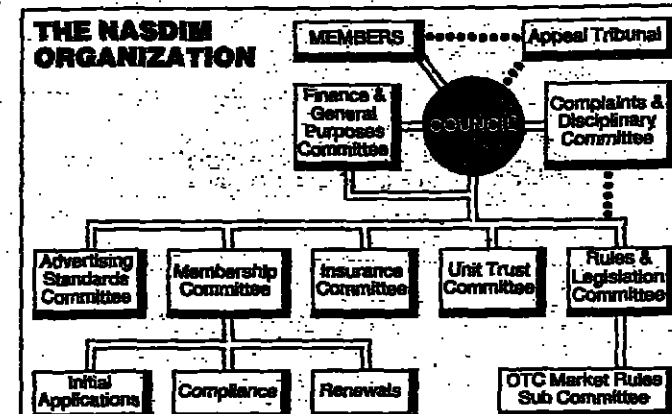 THE NASDIM
ORGANIZATION
MEMBERS
Appeal Tribunal
Finance &
General
Purposes
Committee
COUNCIL
Complaints &
Disciplinary
Committee
Advertising
Standards
Committee
Membership
Committee
Insurance
Committee
Unit Trust
Committee
Rules &
Legislation
Committee
Initial
Applications
Compliance
Renewals
OTC Market Rules
Sub Committee